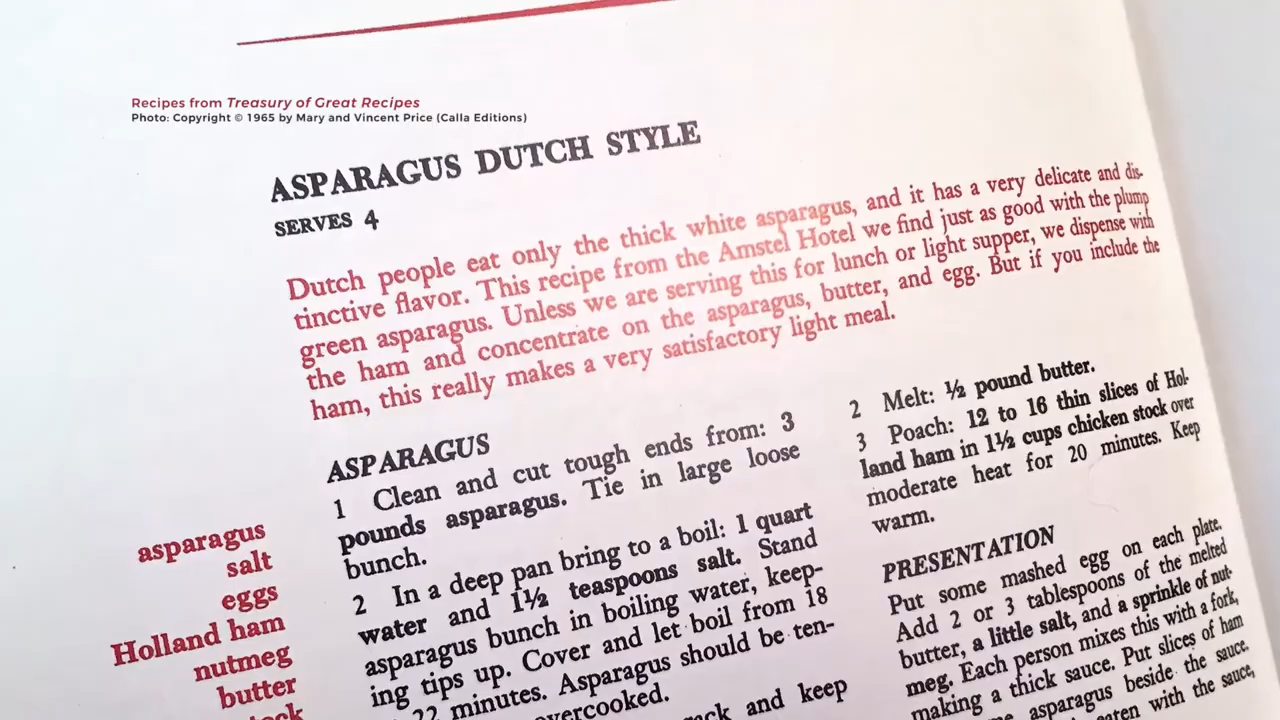 Recipes from Treasury of Great Recipes
Photo: Copyright © 1965 by Mary and Vincent Price (Calla Editions)
ASPARAGUS DUTCH STYLE
SERVES 4
Dutch people eat only the thick white asparagus, and it has a very delicate and dis-
tinctive flavor. This recipe from the Amstel Hotel we find just as good with the plump
green asparagus. Unless we are serving this for lunch or light supper, we dispense with
the ham and concentrate on the asparagus, butter, and egg. But if you include the
ham, this really makes a very satisfactory light meal.
asparagus
salt
eggs
Holland ham
nutmeg
butter
ASPARAGUS
1 Clean and cut tough ends from: 3
pounds asparagus. Tie in large loose
bunch.
2 In a deep pan bring to a boil: 1 quart
water and 1½ teaspoons salt. Stand
asparagus bunch in boiling water, keep-
ing tips up. Cover and let boil from 18
22 minutes. Asparagus should be ten-
overcooked.
and keep
2 Melt: ½ pound butter.
3 Poach: 12 to 16 thin slices of Hol-
land ham in 1½ cups chicken stock over
moderate heat for 20 minutes. Keep
warm.
PRESENTATION
Put some mashed egg on each plate.
Add 2 or 3 tablespoons of the melted
butter, a little salt, and a sprinkle of nut-
meg. Each person mixes this with a fork,
making a thick sauce. Put slices of ham
asparagus beside the sauce.
eaten with the sauce,